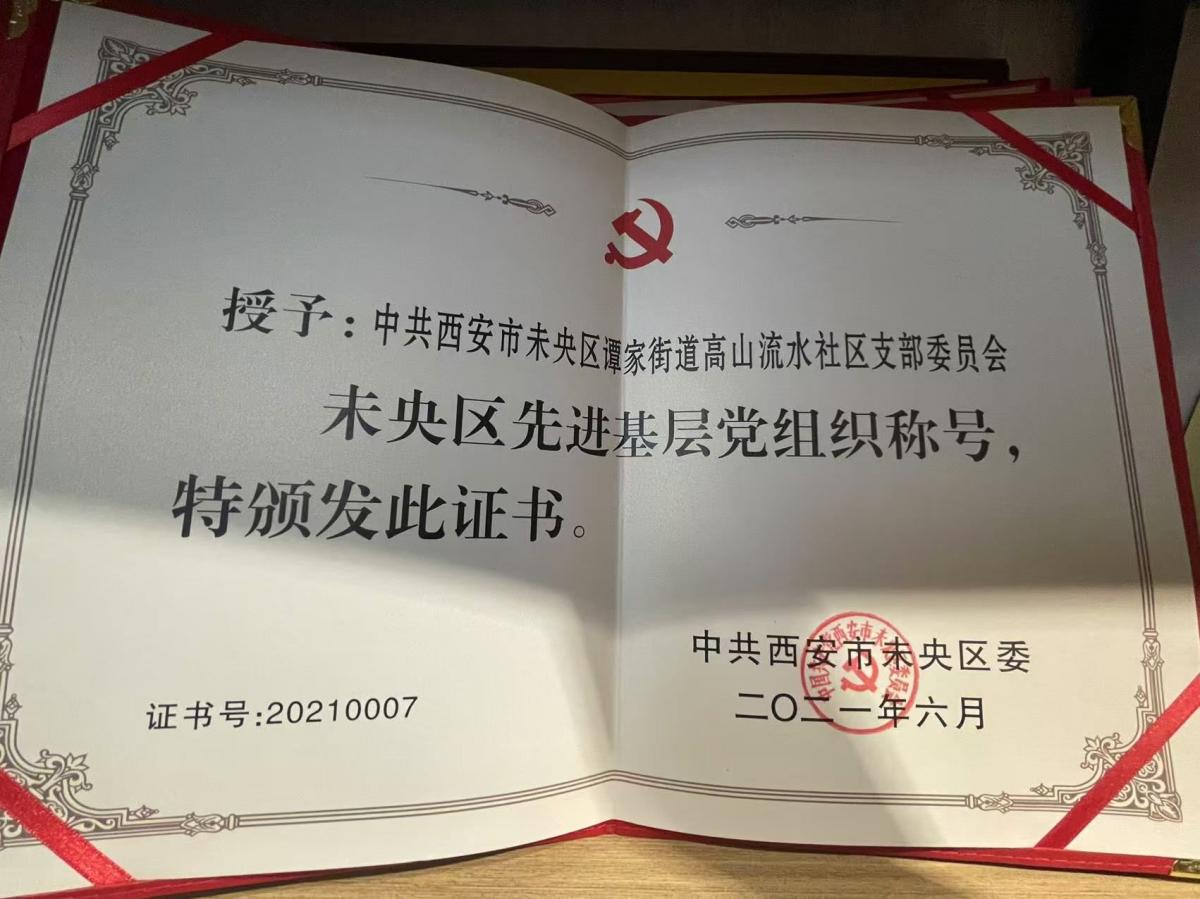 授予：中共西安市未央区谭家街道高山流水社区支部委员会
未央区先进基层党组织称号，
特颁发此证书。
中共西安市未央区委
二〇二一年六月
证书号:20210007